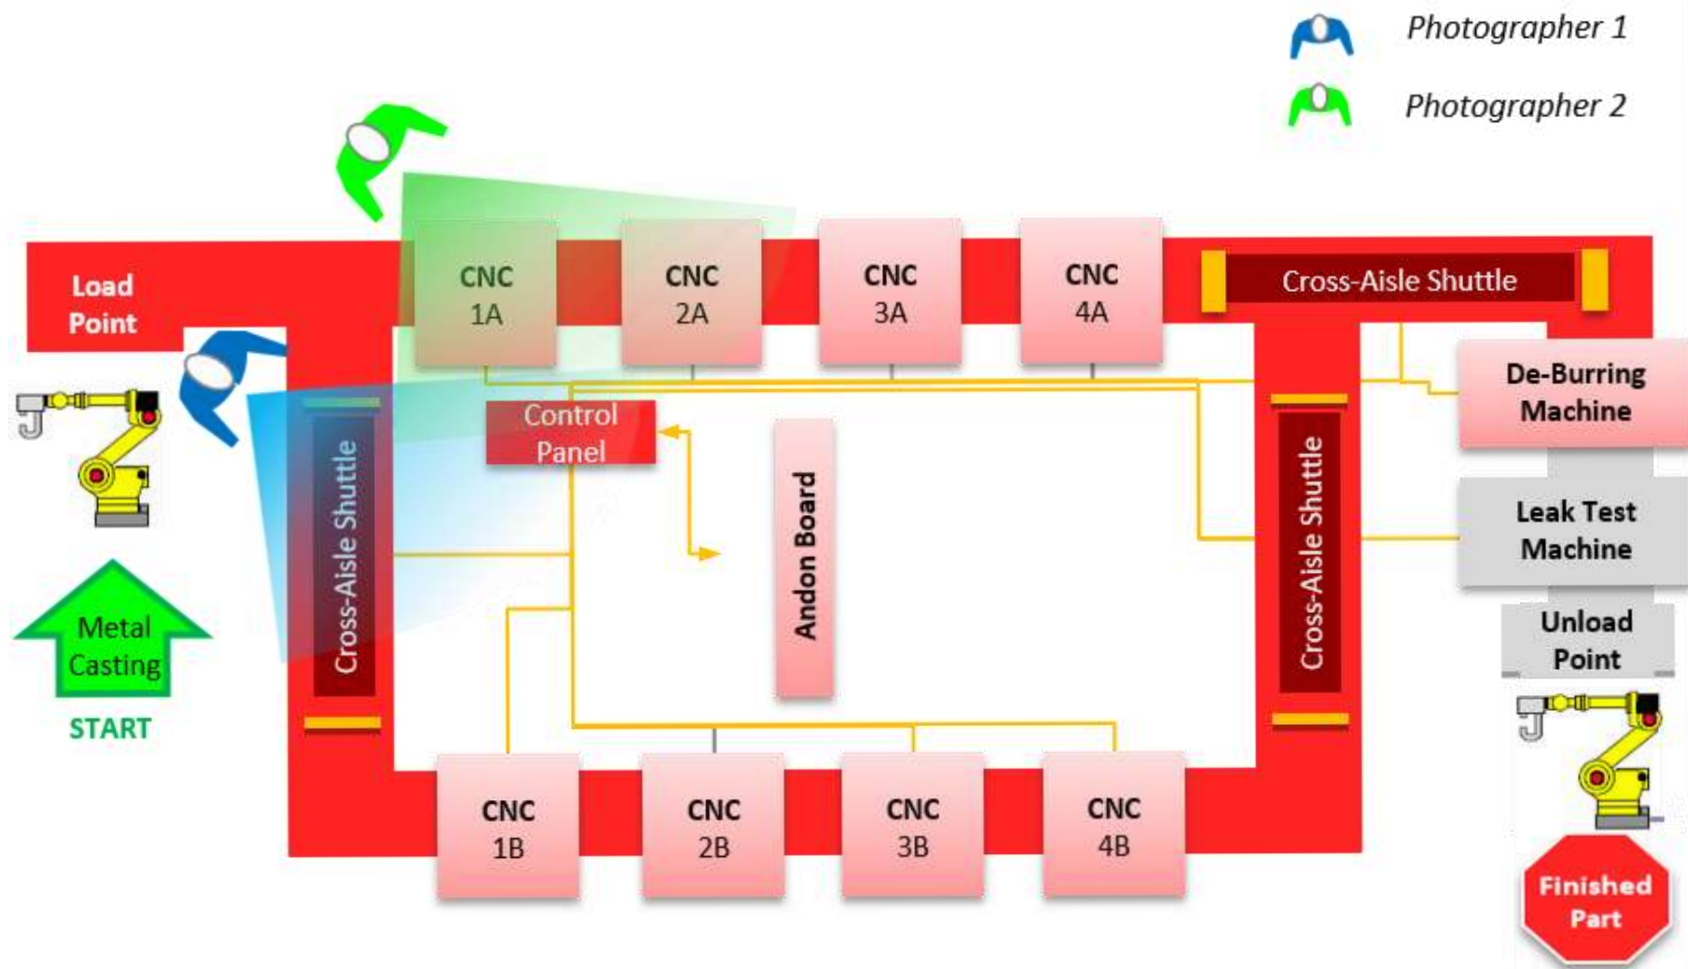 Photographer 1
Photographer 2
Load
Point
CNC
1A
CNC
2A
CNC
3A
CNC
4A
Cross-Aisle Shuttle
De-Burring
Machine
Control
Panel
Cross-Aisle Shuttle
Andon Board
Cross-Aisle Shuttle
Leak Test
Machine
Metal
Casting
START
Unload
Point
CNC
1B
CNC
2B
CNC
3B
CNC
4B
Finished
Part